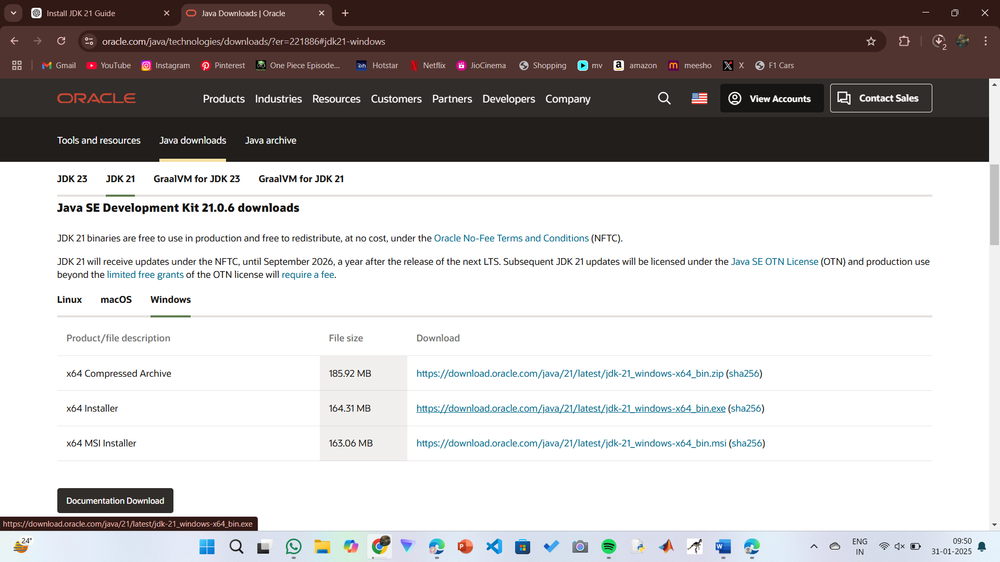 Install JDK 21 Guide
Java Downloads | Oracle
oracle.com/java/technologies/downloads/?er=221886#jdk21-windows
2
Gmail YouTube Instagram Pinterest One Piece Episode... Hotstar Netflix JioCinema Shopping mv amazon meesho X F1 Cars
ORACLE
Products Industries Resources Customers Partners Developers Company
View Accounts
Contact Sales
Tools and resources Java downloads Java archive
JDK 23 JDK 21 GraalVM for JDK 23 GraalVM for JDK 21
Java SE Development Kit 21.0.6 downloads
JDK 21 binaries are free to use in production and free to redistribute, at no cost, under the Oracle No-Fee Terms and Conditions (NFTC).
JDK 21 will receive updates under the NFTC, until September 2026, a year after the release of the next LTS. Subsequent JDK 21 updates will be licensed under the Java SE OTN License (OTN) and production use
beyond the limited free grants of the OTN license will require a fee.
Linux macOS Windows
Product/file description File size Download
x64 Compressed Archive 185.92 MB https://download.oracle.com/java/21/latest/jdk-21_windows-x64_bin.zip (sha256)
x64 Installer 164.31 MB https://download.oracle.com/java/21/latest/jdk-21_windows-x64_bin.exe (sha256)
x64 MSI Installer 163.06 MB https://download.oracle.com/java/21/latest/jdk-21_windows-x64_bin.msi (sha256)
Documentation Download
https://download.oracle.com/java/21/latest/jdk-21_windows-x64_bin.exe
24°
ENG
IN
09:50
31-01-2025